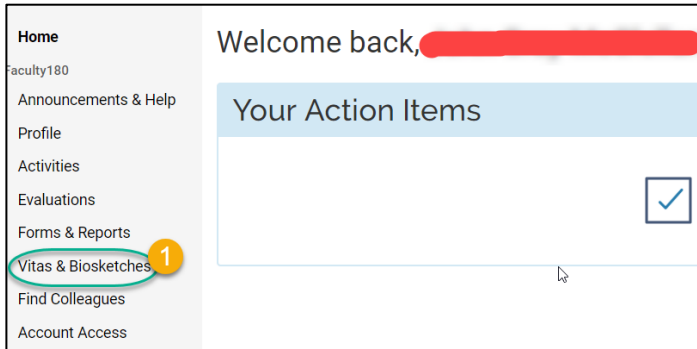 Home
Faculty180
Announcements & Help
Profile
Activities
Evaluations
Forms & Reports
Vitas & Biosketches
1
Find Colleagues
Account Access
Welcome back,
Your Action Items